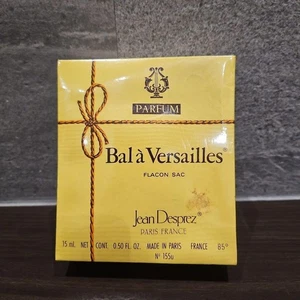 PARFUM
Bal à Versailles®
FLACON SAC
Jean Desprez
PARIS FRANCE
15 ml. NET CONT. 0.50 FL. OZ. MADE IN PARIS FRANCE 85°
N° 155u